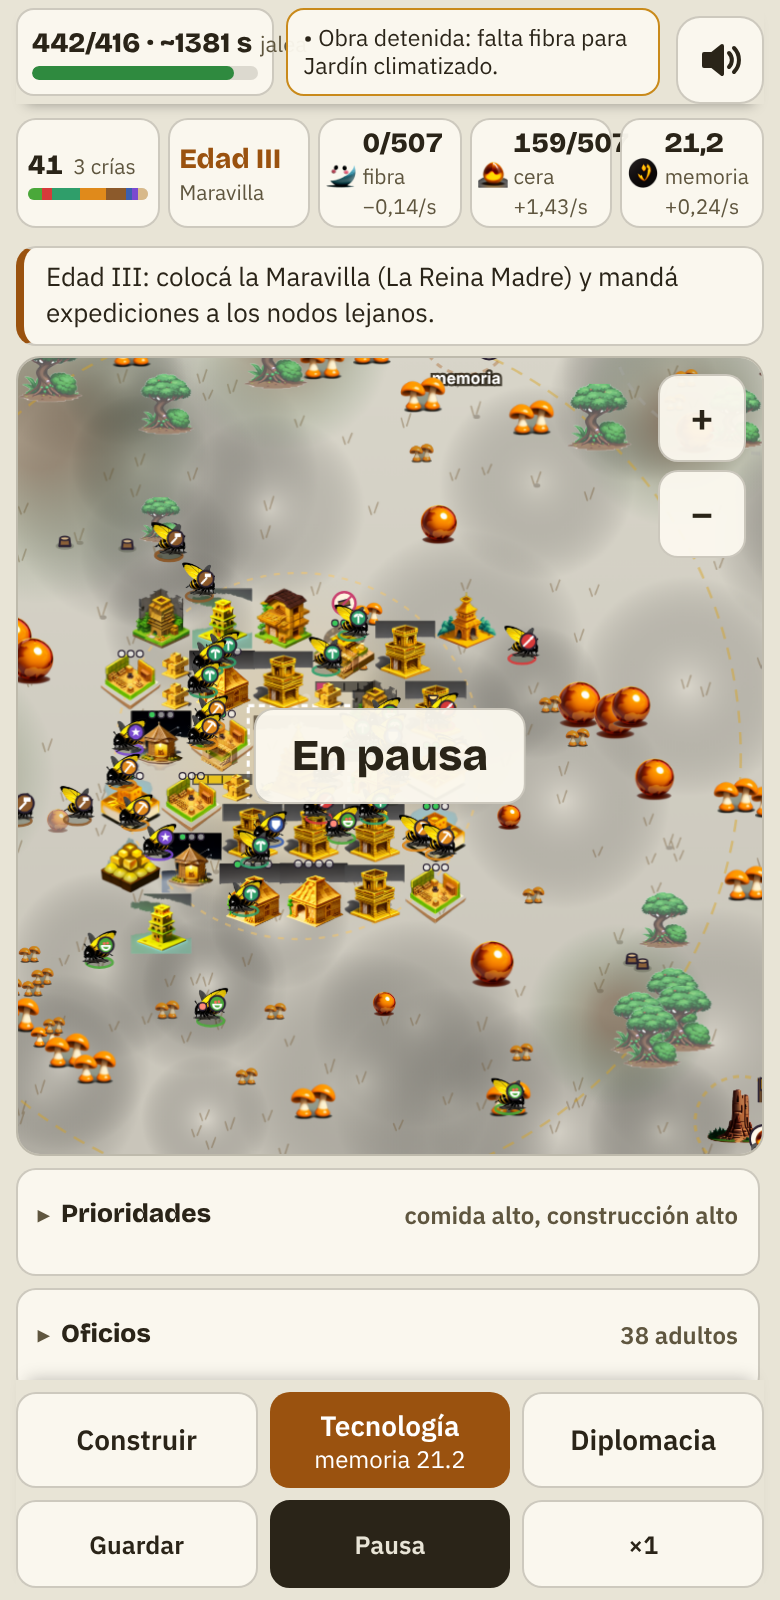 442/416 · ~1381 s
• Obra detenida: falta fibra para
Jardín climatizado.
41 3 crías
Edad III
Maravilla
0/507
fibra
−0,14/s
159/507
cera
+1,43/s
21,2
memoria
+0,24/s
Edad III: colocá la Maravilla (La Reina Madre) y mandá
expediciones a los nodos lejanos.
memoria
+
−
En pausa
▸ Prioridades
comida alto, construcción alto
▸ Oficios
38 adultos
Construir
Tecnología
memoria 21.2
Diplomacia
Guardar
Pausa
×1